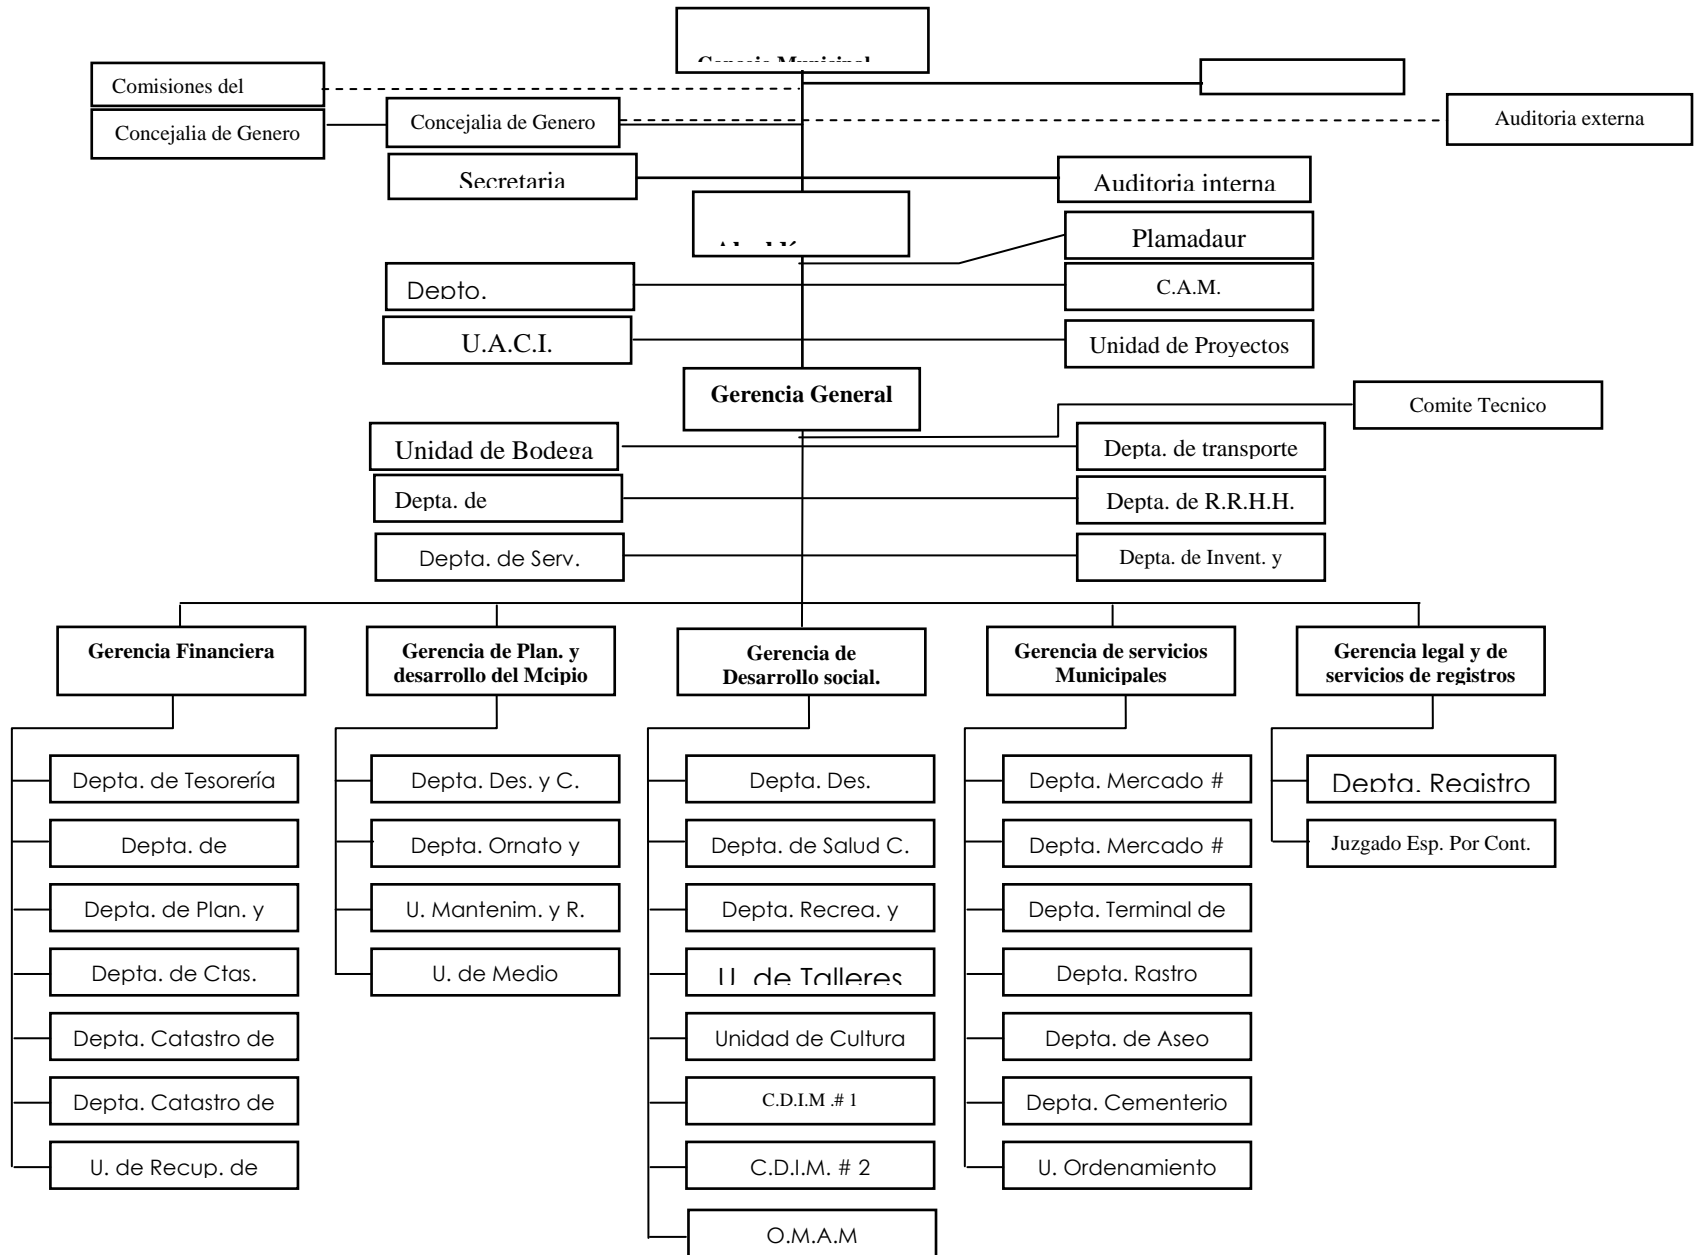 Comisiones del
Concejalia de Genero
Concejalia de Genero
Auditoria externa
Secretaria
Auditoria interna
Plamadaur
Depto.
C.A.M.
U.A.C.I.
Unidad de Proyectos
Gerencia General
Comite Tecnico
Unidad de Bodega
Depta. de transporte
Depta. de
Depta. de R.R.H.H.
Depta. de Serv.
Depta. de Invent. y
Gerencia Financiera
Gerencia de Plan. y
desarrollo del Mcipio
Gerencia de
Desarrollo social.
Gerencia de servicios
Municipales
Gerencia legal y de
servicios de registros
Depta. de Tesorería
Depta. de
Depta. de Plan. y
Depta. de Ctas.
Depta. Catastro de
Depta. Catastro de
U. de Recup. de
Depta. Des. y C.
Depta. Ornato y
U. Mantenim. y R.
U. de Medio
Depta. Des.
Depta. de Salud C.
Depta. Recrea. y
U. de Talleres
Unidad de Cultura
C.D.I.M .# 1
C.D.I.M. # 2
O.M.A.M
Depta. Mercado #
Depta. Mercado #
Depta. Terminal de
Depta. Rastro
Depta. de Aseo
Depta. Cementerio
U. Ordenamiento
Depta. Registro
Juzgado Esp. Por Cont.